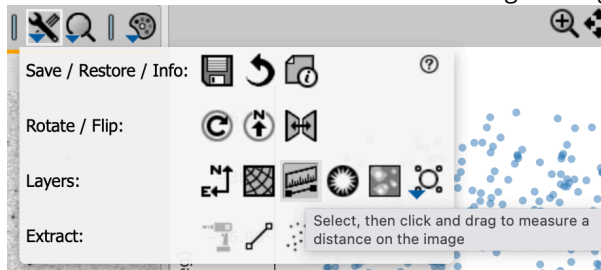 Save / Restore / Info:
?
Rotate / Flip:
C
N
Layers:
N
E
Extract:
Select, then click and drag to measure a
distance on the image